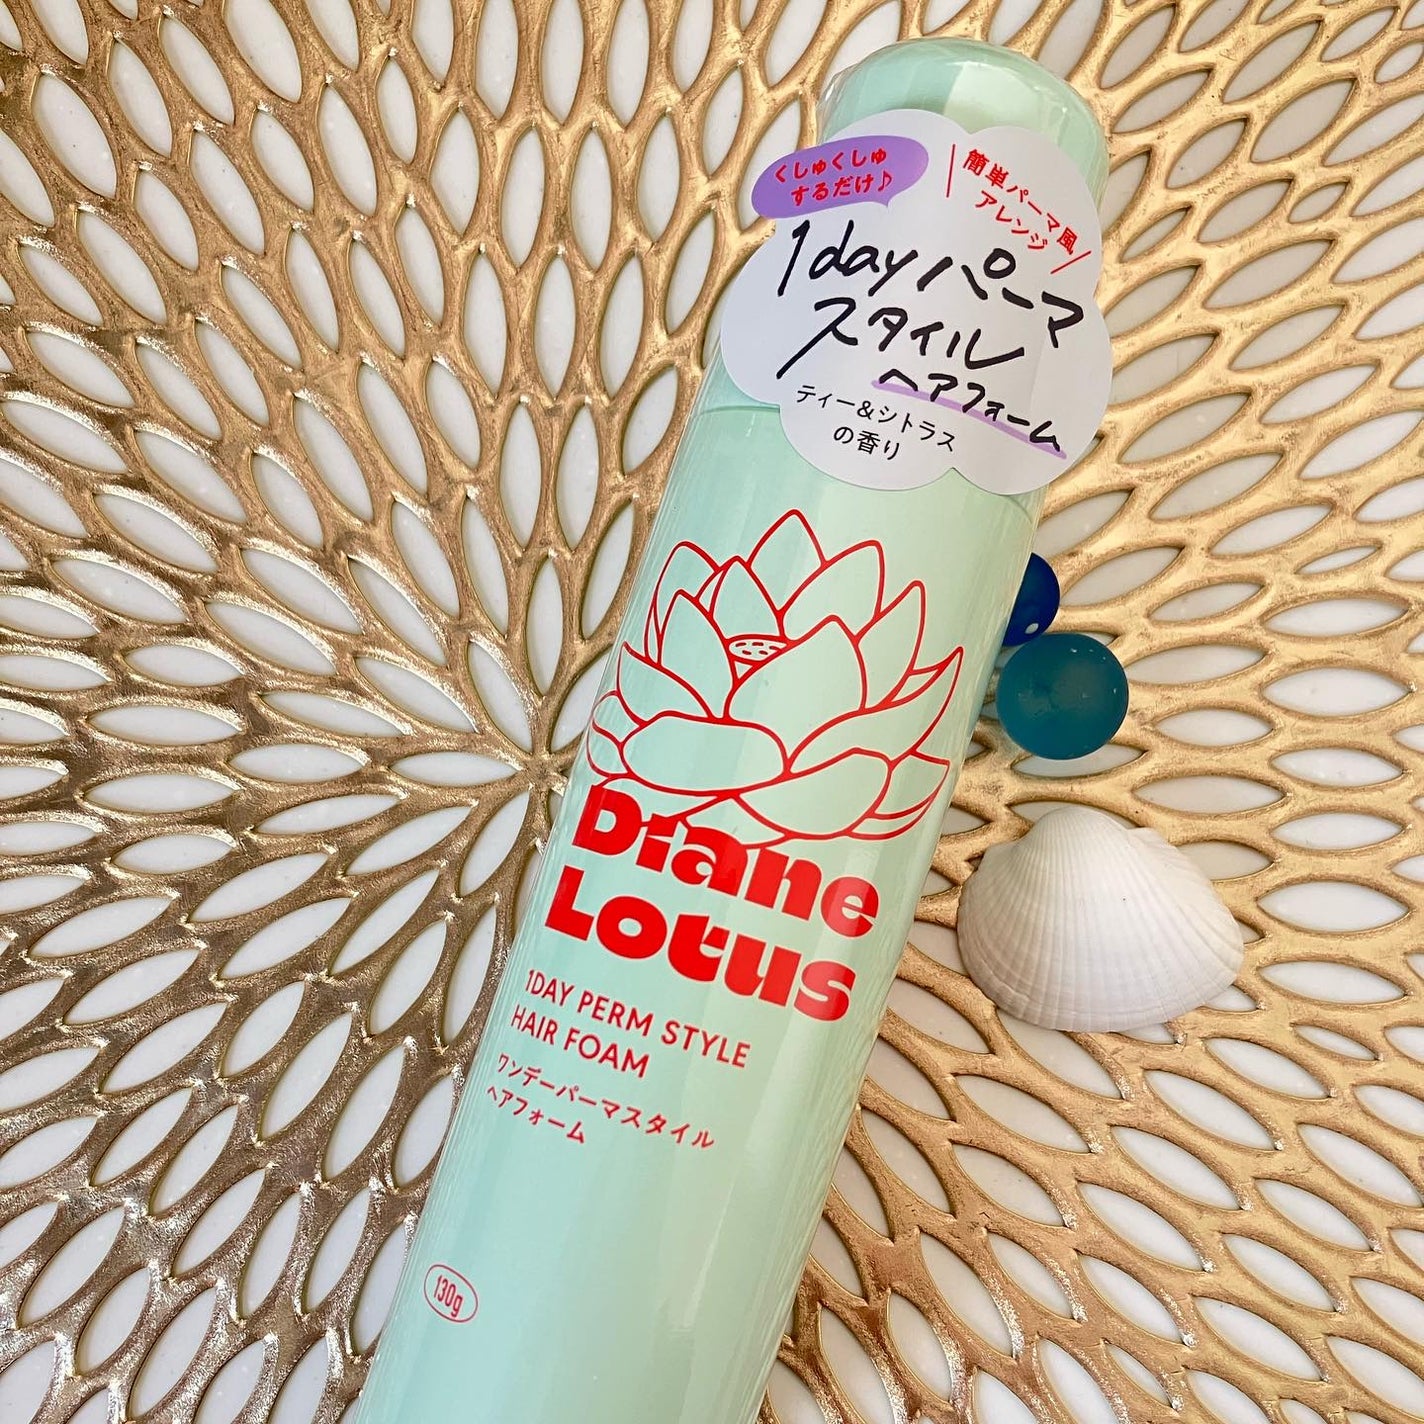 くしゅくしゅ
するだけ♪
簡単パーマ風
アレンジ
1dayパーマ
スタイル
ヘアフォーム
ティー&シトラス
の香り
Diane
Lotus
1DAY PERM STYLE
HAIR FOAM
ワンデーパーマスタイル
ヘアフォーム
130g